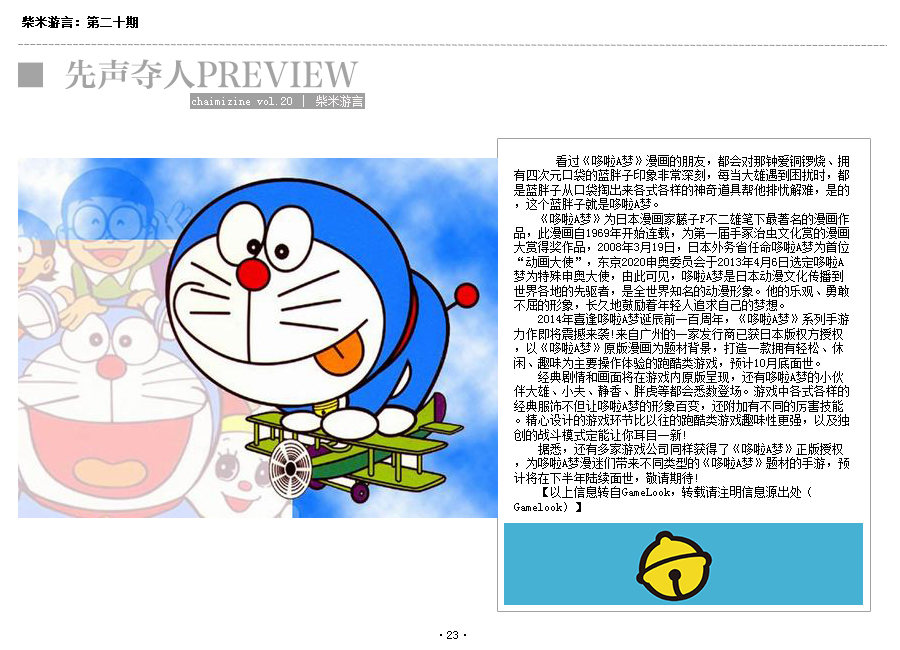 柴米游言：第二十期
先声夺人PREVIEW
chaimizine vol.20 | 柴米游言
看过《哆啦A梦》漫画的朋友，都会对那钟爱铜锣烧、拥
有四次元口袋的蓝胖子印象非常深刻，每当大雄遇到困扰时，都
是蓝胖子从口袋掏出来各式各样的神奇道具帮他排忧解难，是的
，这个蓝胖子就是哆啦A梦。
《哆啦A梦》为日本漫画家藤子F不二雄笔下最著名的漫画作
品，此漫画自1969年开始连载，为第一届手冢治虫文化赏的漫画
大赏得奖作品，2008年3月19日，日本外务省任命哆啦A梦为首位
“动画大使”，东京2020申奥委员会于2013年4月6日选定哆啦A
梦为特殊申奥大使，由此可见，哆啦A梦是日本动漫文化传播到
世界各地的先驱者，是全世界知名的动漫形象。他的乐观、勇敢
不屈的形象，长久地鼓励着年轻人追求自己的梦想。
2014年喜逢哆啦A梦诞辰前一百周年，《哆啦A梦》系列手游
力作即将震撼来袭!来自广州的一家发行商已获日本版权方授权
，以《哆啦A梦》原版漫画为题材背景，打造一款拥有轻松、休
闲、趣味为主要操作体验的跑酷类游戏，预计10月底面世。
经典剧情和画面将在游戏内原版呈现，还有哆啦A梦的小伙
伴大雄、小夫、静香、胖虎等都会悉数登场。游戏中各式各样的
经典服饰不但让哆啦A梦的形象百变，还附加有不同的厉害技能
。精心设计的游戏环节比以往的跑酷类游戏趣味性更强，以及独
创的战斗模式定能让你耳目一新!
据悉，还有多家游戏公司同样获得了《哆啦A梦》正版授权
，为哆啦A梦漫迷们带来不同类型的《哆啦A梦》题材的手游，预
计将在下半年陆续面世，敬请期待!
【以上信息转自GameLook，转载请注明信息源出处（
Gamelook）】
·23·